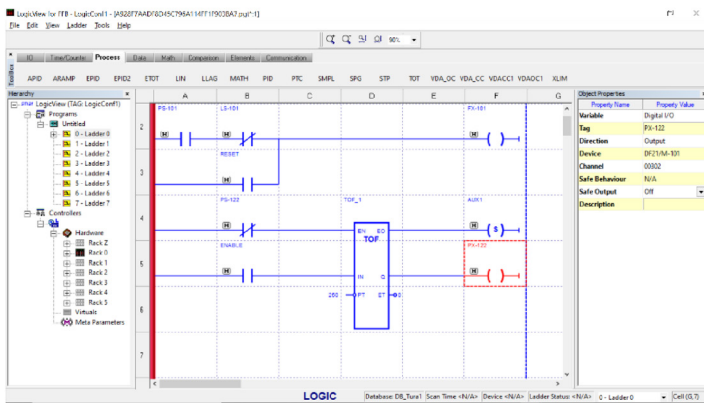 LogicView for FFB - LogicConf1 - [A928F7AADF8D45C796A114FF1F9038A7.pgt*:1]
File Edit View Ladder Tools Help
90%
IO Time/Counter Process Data Math Comparison Elements Communication
ToolBox
APID ARAMP EPID EPID2 ETOT LIN LLAG MATH PID PTC SMPL SPG STP TOT VDA_OC VDA_CC VDACC1 VDAOC1 XLIM
Hierarchy
LogicView (TAG: LogicConf1)
Programs
Untitled
0 - Ladder 0
1 - Ladder 1
2 - Ladder 2
3 - Ladder 3
4 - Ladder 4
5 - Ladder 5
6 - Ladder 6
7 - Ladder 7
Controllers
Hardware
Rack Z
Rack 0
Rack 1
Rack 2
Rack 3
Rack 4
Rack 5
Virtuals
Meta Parameters
A B C D E F G
PS-101 LS-101 FX-101
2 H H H
RESET
3 H
PS-122 TOF_1 AUX1
4 H EN EO H S
TOF
ENABLE PX-122
5 H IN Q H
250 PT ET 0
6
7
Object Properties
Property Name Property Value
Variable Digital I/O
Tag PX-122
Direction Output
Device DF21/M-101
Channel 00302
Safe Behaviour N/A
Safe Output Off
Description
LOGIC Database: DB_Tura1 Scan Time <N/A> Device <N/A> Ladder Status: <N/A> 0 - Ladder 0 Cell (G,7)